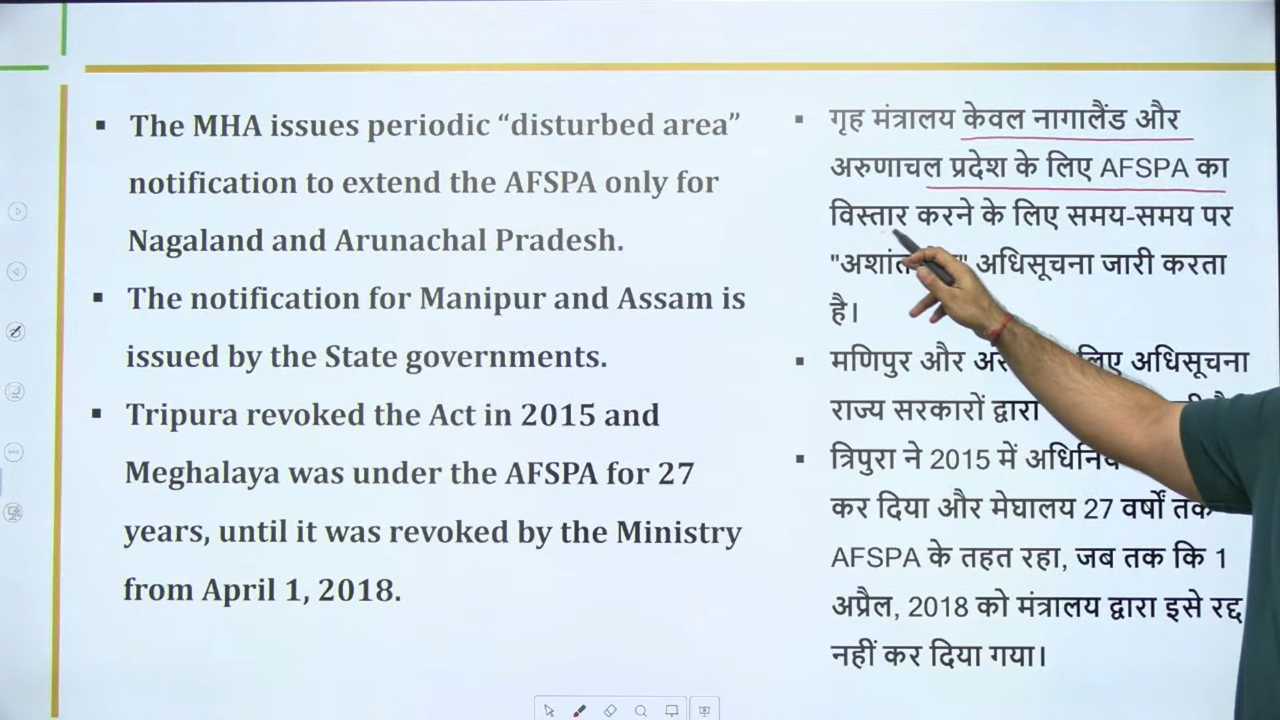 ▪ The MHA issues periodic “disturbed area”
notification to extend the AFSPA only for
Nagaland and Arunachal Pradesh.
▪ The notification for Manipur and Assam is
issued by the State governments.
▪ Tripura revoked the Act in 2015 and
Meghalaya was under the AFSPA for 27
years, until it was revoked by the Ministry
from April 1, 2018.
▪ गृह मंत्रालय केवल नागालैंड और
अरुणाचल प्रदेश के लिए AFSPA का
विस्तार करने के लिए समय-समय पर
"अशांत अधिसूचना जारी करता
है।
▪ मणिपुर और लिए अधिसूचना
राज्य सरकारों द्वारा
▪ त्रिपुरा ने 2015 में
कर दिया और मेघालय 27 वर्षों तक
AFSPA के तहत रहा, जब तक कि 1
अप्रैल, 2018 को मंत्रालय द्वारा इसे रद्द
नहीं कर दिया गया।